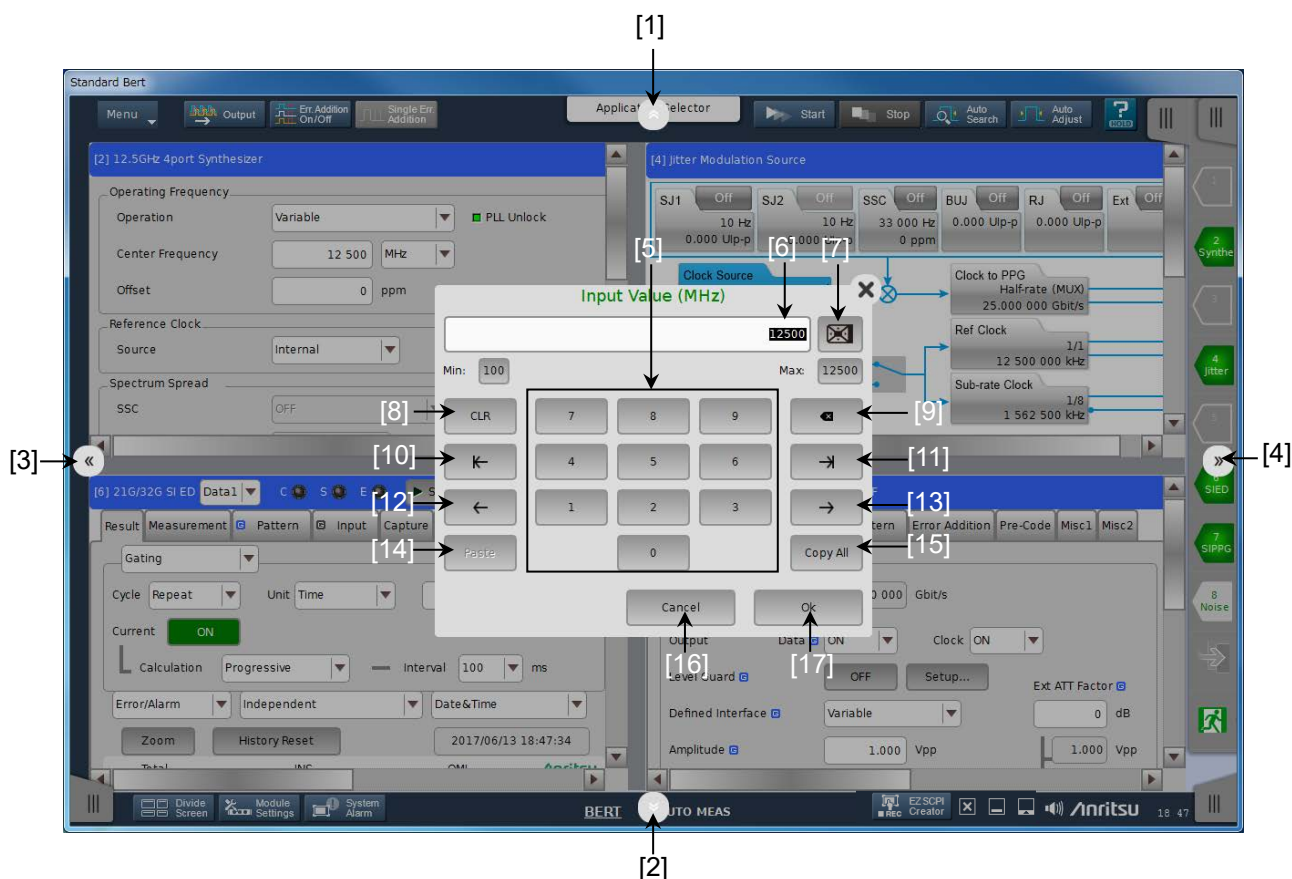 [1]
Standard Bert
Menu Output Err.Addition On/Off Single Err Addition Applica Selector Start Stop Auto Search Auto Adjust ? HOLD
[2] 12.5GHz 4port Synthesizer
Operating Frequency
Operation Variable PLL Unlock
Center Frequency 12 500 MHz
Offset 0 ppm
Reference Clock
Source Internal
Spectrum Spread
SSC OFF
[4] Jitter Modulation Source
SJ1 Off SJ2 Off SSC Off BUJ Off RJ Off Ext Off
10 Hz 10 Hz 33 000 Hz 0.000 UIp-p 0.000 UIp-p
0.000 UIp-p 0 ppm
Clock Source
Clock to PPG
Half-rate (MUX)
25.000 000 Gbit/s
Ref Clock
1/1
12 500 000 kHz
Sub-rate Clock
1/8
1 562 500 kHz
[5] [6] [7]
Input Value (MHz)
12500
Min: 100 Max: 12500
[8] CLR 7 8 9 [9]
[10] 4 5 6 [11]
[12] 1 2 3 [13]
[14] Paste 0 Copy All [15]
Cancel Ok
[16] [17]
[3]
[4]
[6] 21G/32G SI ED Data1 C S E S
Result Measurement G Pattern G Input Capture
Gating
Cycle Repeat Unit Time
Current ON
Calculation Progressive Interval 100 ms
Error/Alarm Independent Date&Time
Zoom History Reset 2017/06/13 18:47:34
Total INS OMI Anritsu
tern Error Addition Pre-Code Misc1 Misc2
0 000 Gbit/s
Output Data G ON Clock ON
Level Guard G OFF Setup... Ext ATT Factor G
Defined Interface G Variable 0 dB
Amplitude G 1.000 Vpp 1.000 Vpp
1
2
Synthe
3
4
Jitter
5
6
SIED
7
SIPPG
8
Noise
Divide Screen Module Settings System Alarm BERT UTO MEAS REC EZSCPI Creator Anritsu 18 47
[2]